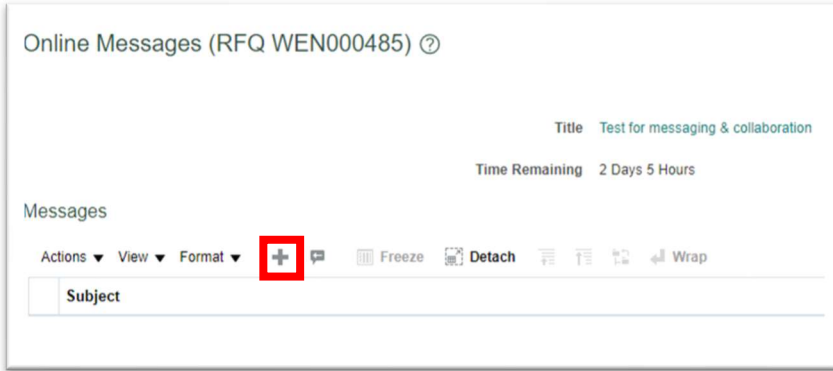 Online Messages (RFQ WEN000485) ?
Title Test for messaging & collaboration
Time Remaining 2 Days 5 Hours
Messages
Actions View Format Freeze Detach Wrap
Subject